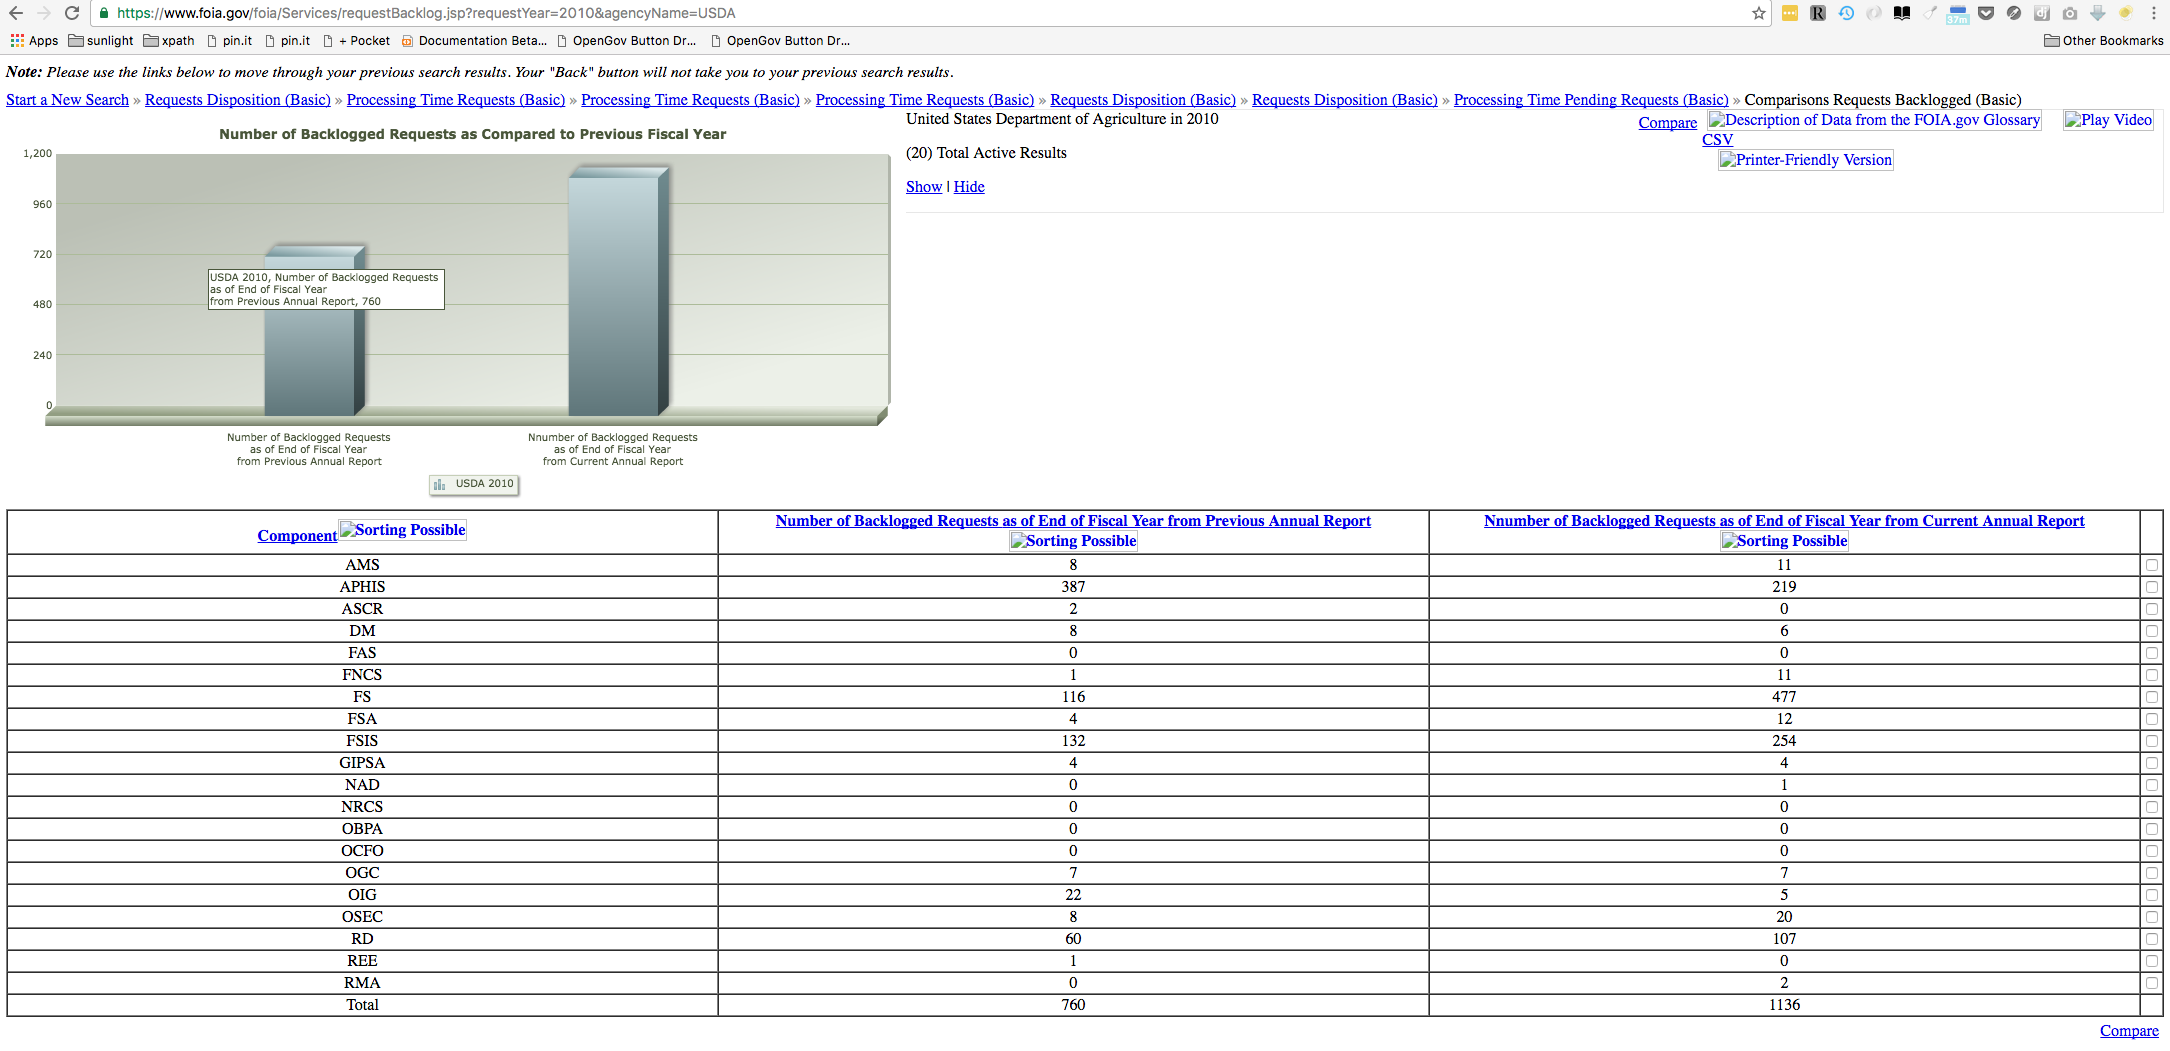 https://www.foia.gov/foia/Services/requestBacklog.jsp?requestYear=2010&agencyName=USDA
37m
Apps sunlight xpath pin.it pin.it + Pocket Documentation Beta... OpenGov Button Dr... OpenGov Button Dr... Other Bookmarks
Note: Please use the links below to move through your previous search results. Your "Back" button will not take you to your previous search results.
Start a New Search » Requests Disposition (Basic) » Processing Time Requests (Basic) » Processing Time Requests (Basic) » Processing Time Requests (Basic) » Requests Disposition (Basic) » Requests Disposition (Basic) » Processing Time Pending Requests (Basic) » Comparisons Requests Backlogged (Basic)
Number of Backlogged Requests as Compared to Previous Fiscal Year
1,200
960
720
480
240
0
USDA 2010, Number of Backlogged Requests
as of End of Fiscal Year
from Previous Annual Report, 760
Number of Backlogged Requests
as of End of Fiscal Year
from Previous Annual Report
Nnumber of Backlogged Requests
as of End of Fiscal Year
from Current Annual Report
USDA 2010
United States Department of Agriculture in 2010
(20) Total Active Results
Show | Hide
Compare Description of Data from the FOIA.gov Glossary Play Video
CSV
Printer-Friendly Version
Component Sorting Possible
Number of Backlogged Requests as of End of Fiscal Year from Previous Annual Report
Sorting Possible
Nnumber of Backlogged Requests as of End of Fiscal Year from Current Annual Report
Sorting Possible
AMS 8 11
APHIS 387 219
ASCR 2 0
DM 8 6
FAS 0 0
FNCS 1 11
FS 116 477
FSA 4 12
FSIS 132 254
GIPSA 4 4
NAD 0 1
NRCS 0 0
OBPA 0 0
OCFO 0 0
OGC 7 7
OIG 22 5
OSEC 8 20
RD 60 107
REE 1 0
RMA 0 2
Total 760 1136
Compare